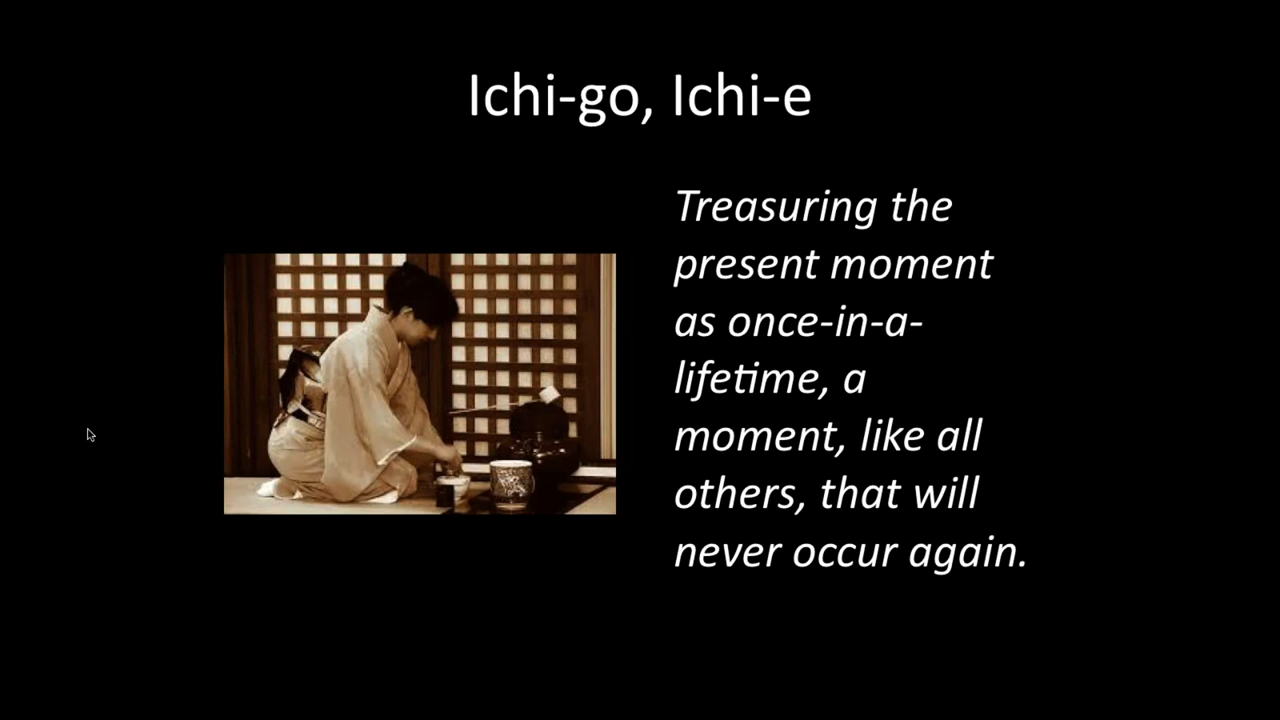 Ichi-go, Ichi-e
Treasuring the
present moment
as once-in-a-
lifetime, a
moment, like all
others, that will
never occur again.